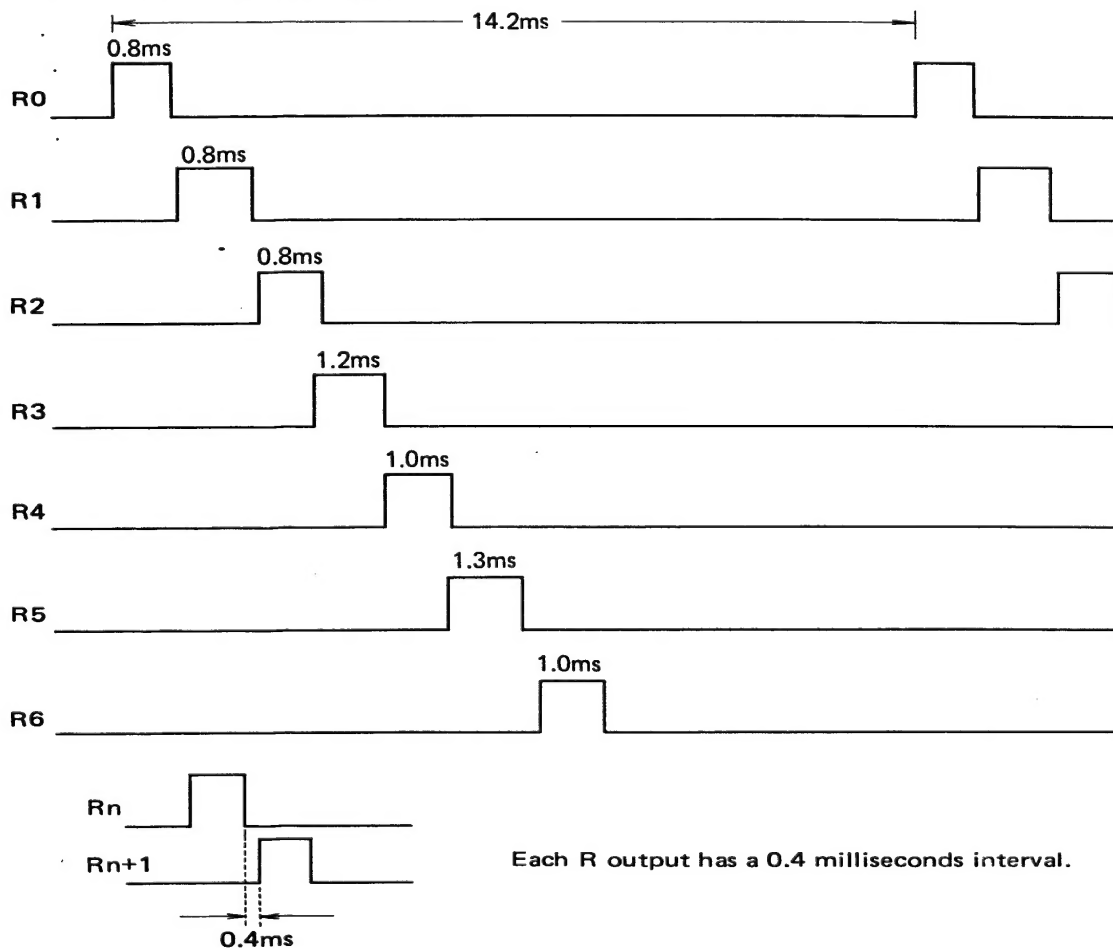 14.2ms
0.8ms
R0
0.8ms
R1
0.8ms
R2
1.2ms
R3
1.0ms
R4
1.3ms
R5
1.0ms
R6
Rn
Rn+1
Each R output has a 0.4 milliseconds interval.
0.4ms